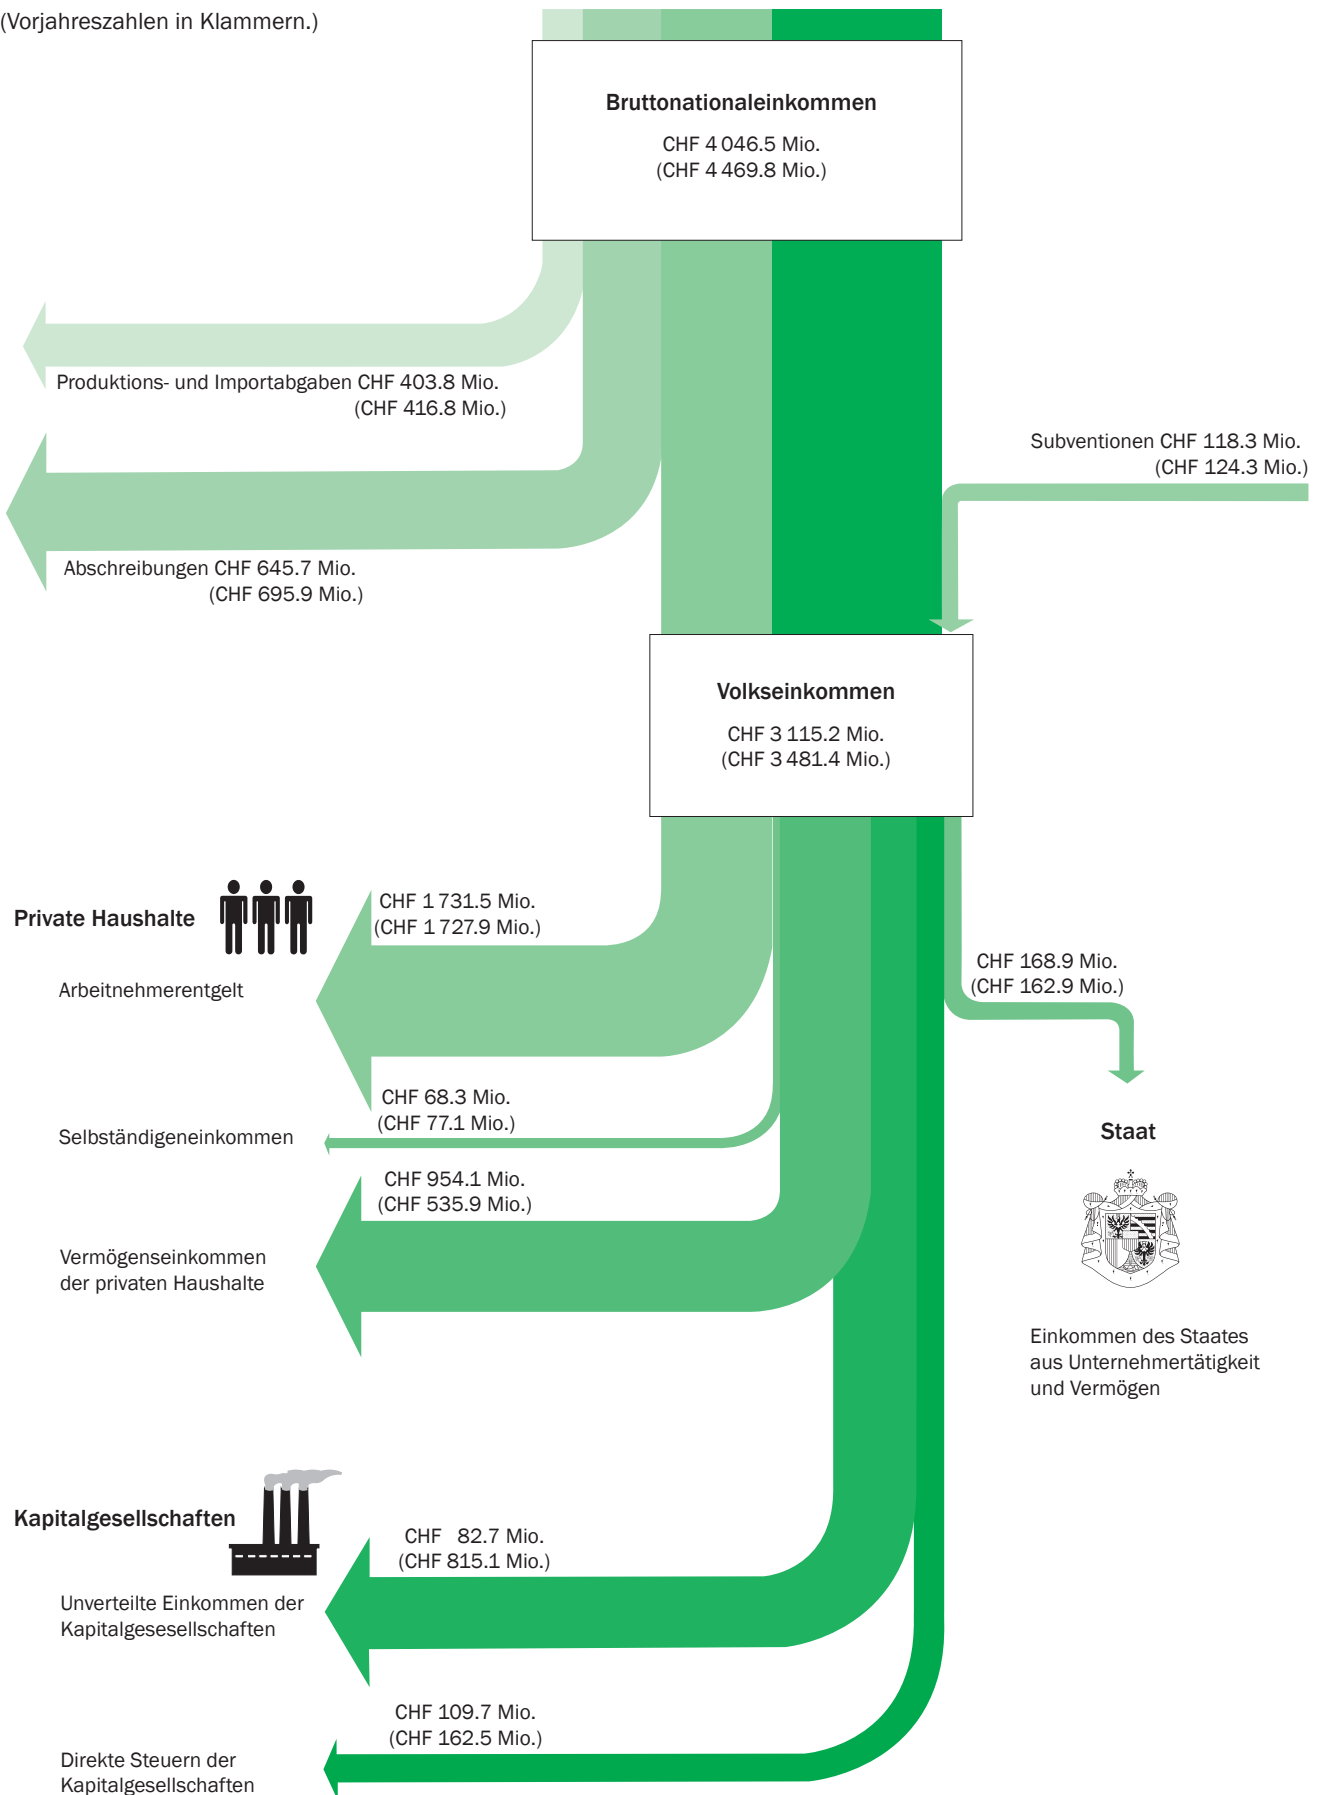 (Vorjahreszahlen in Klammern.)
Bruttonationaleinkommen
CHF 4 046.5 Mio.
(CHF 4 469.8 Mio.)
Produktions- und Importabgaben CHF 403.8 Mio.
(CHF 416.8 Mio.)
Subventionen CHF 118.3 Mio.
(CHF 124.3 Mio.)
Abschreibungen CHF 645.7 Mio.
(CHF 695.9 Mio.)
Volkseinkommen
CHF 3 115.2 Mio.
(CHF 3 481.4 Mio.)
Private Haushalte
CHF 1 731.5 Mio.
(CHF 1 727.9 Mio.)
Arbeitnehmerentgelt
CHF 168.9 Mio.
(CHF 162.9 Mio.)
CHF 68.3 Mio.
(CHF 77.1 Mio.)
Selbständigeneinkommen
Staat
CHF 954.1 Mio.
(CHF 535.9 Mio.)
Vermögenseinkommen
der privaten Haushalte
Einkommen des Staates
aus Unternehmertätigkeit
und Vermögen
Kapitalgesellschaften
CHF 82.7 Mio.
(CHF 815.1 Mio.)
Unverteilte Einkommen der
Kapitalgesesellschaften
CHF 109.7 Mio.
(CHF 162.5 Mio.)
Direkte Steuern der
Kapitalgesellschaften